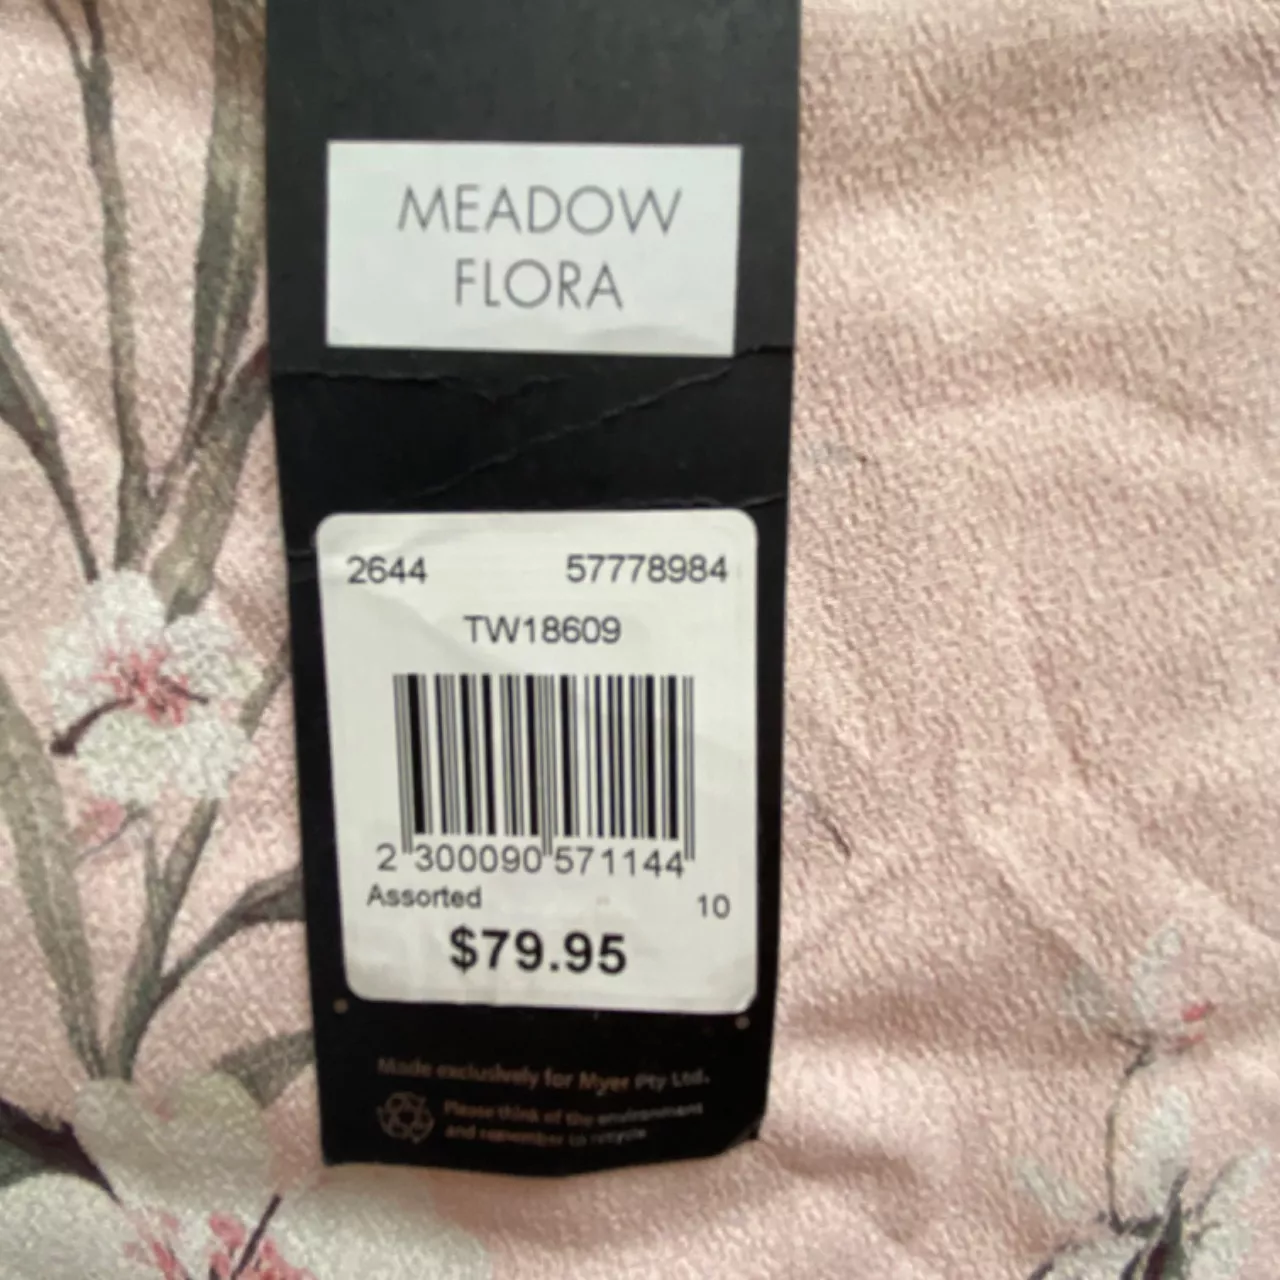 MEADOW
FLORA
2644 57778984
TW18609
2 300090 571144
Assorted 10
$79.95
Made exclusively for Myer Pty Ltd.
Please think of the environment
and remember to recycle.